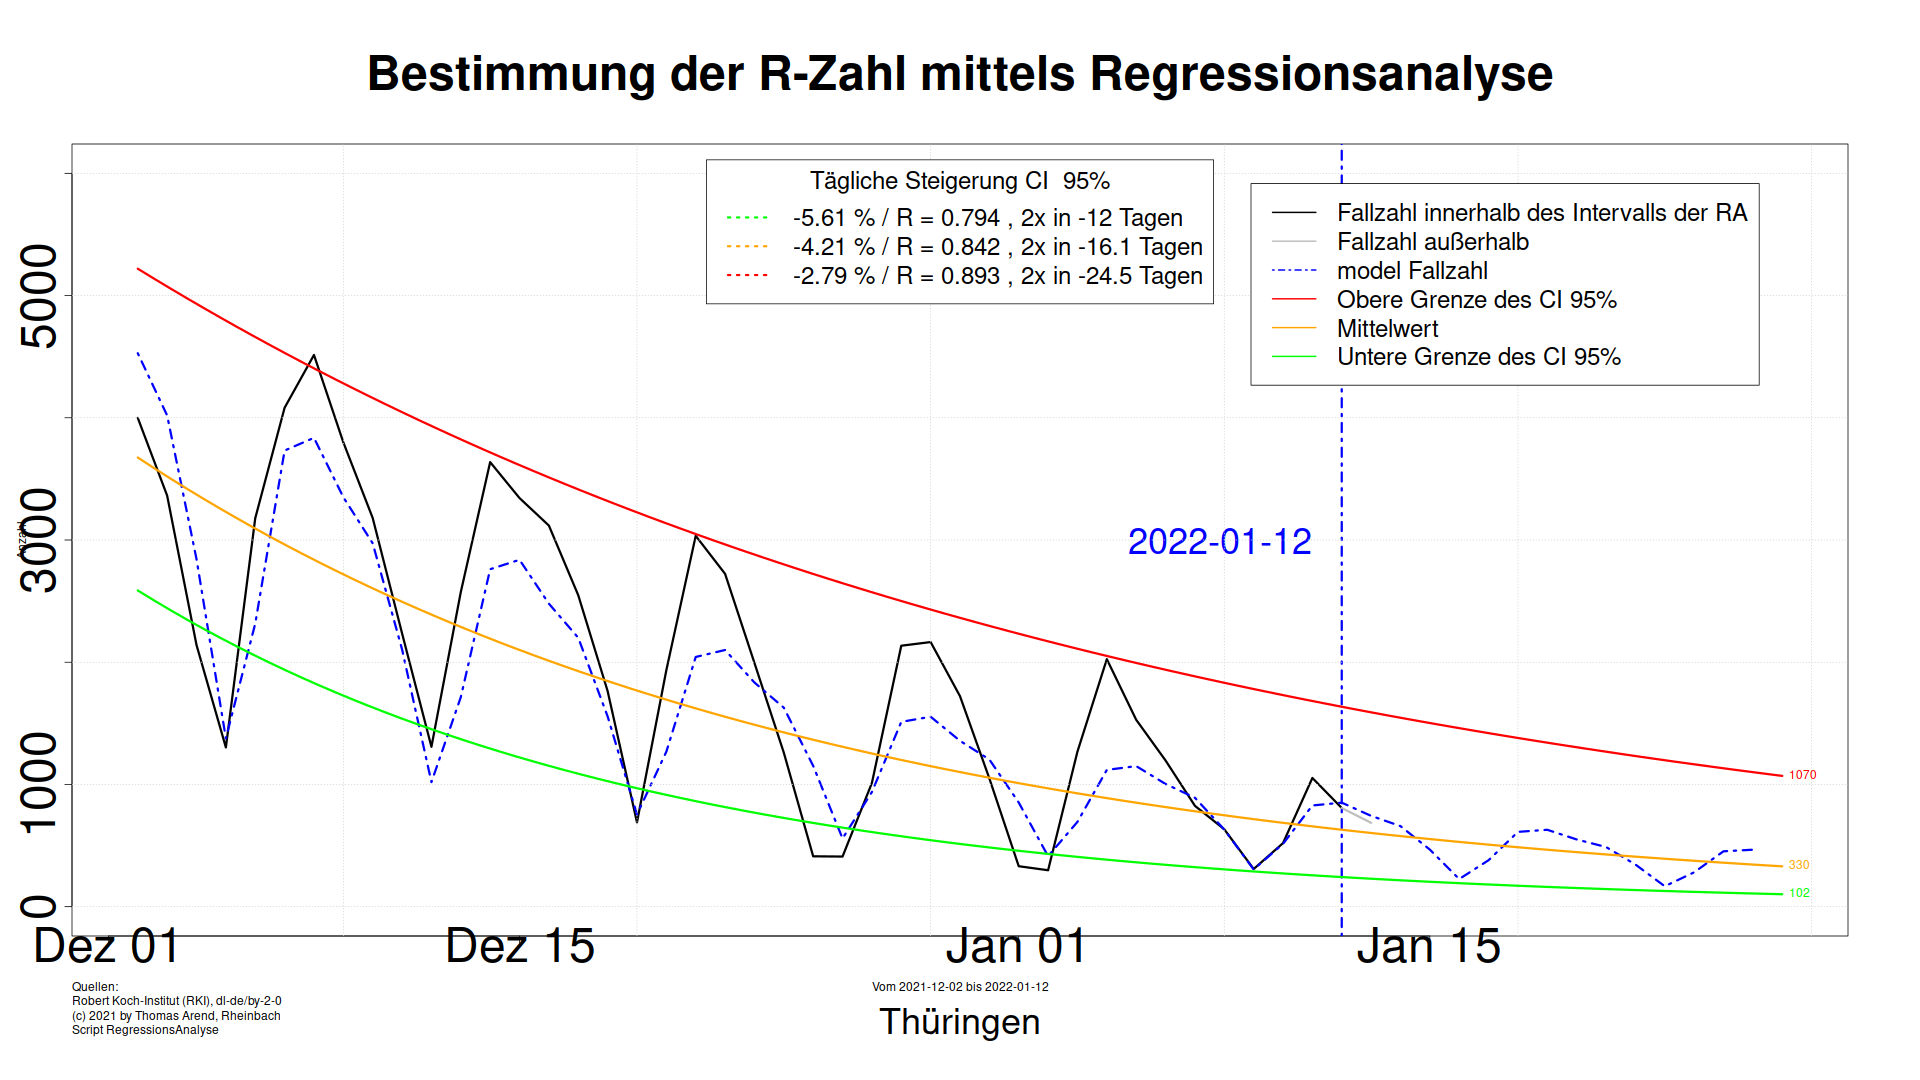 Bestimmung der R-Zahl mittels Regressionsanalyse
Tägliche Steigerung CI 95%
-5.61 % / R = 0.794 , 2x in -12 Tagen
-4.21 % / R = 0.842 , 2x in -16.1 Tagen
-2.79 % / R = 0.893 , 2x in -24.5 Tagen
Fallzahl innerhalb des Intervalls der RA
Fallzahl außerhalb
model Fallzahl
Obere Grenze des CI 95%
Mittelwert
Untere Grenze des CI 95%
5000
3000
1000
0
Anzahl
2022-01-12
1070
330
102
Dez 01
Dez 15
Jan 01
Jan 15
Quellen:
Robert Koch-Institut (RKI), dl-de/by-2-0
(c) 2021 by Thomas Arend, Rheinbach
Script RegressionsAnalyse
Vom 2021-12-02 bis 2022-01-12
Thüringen